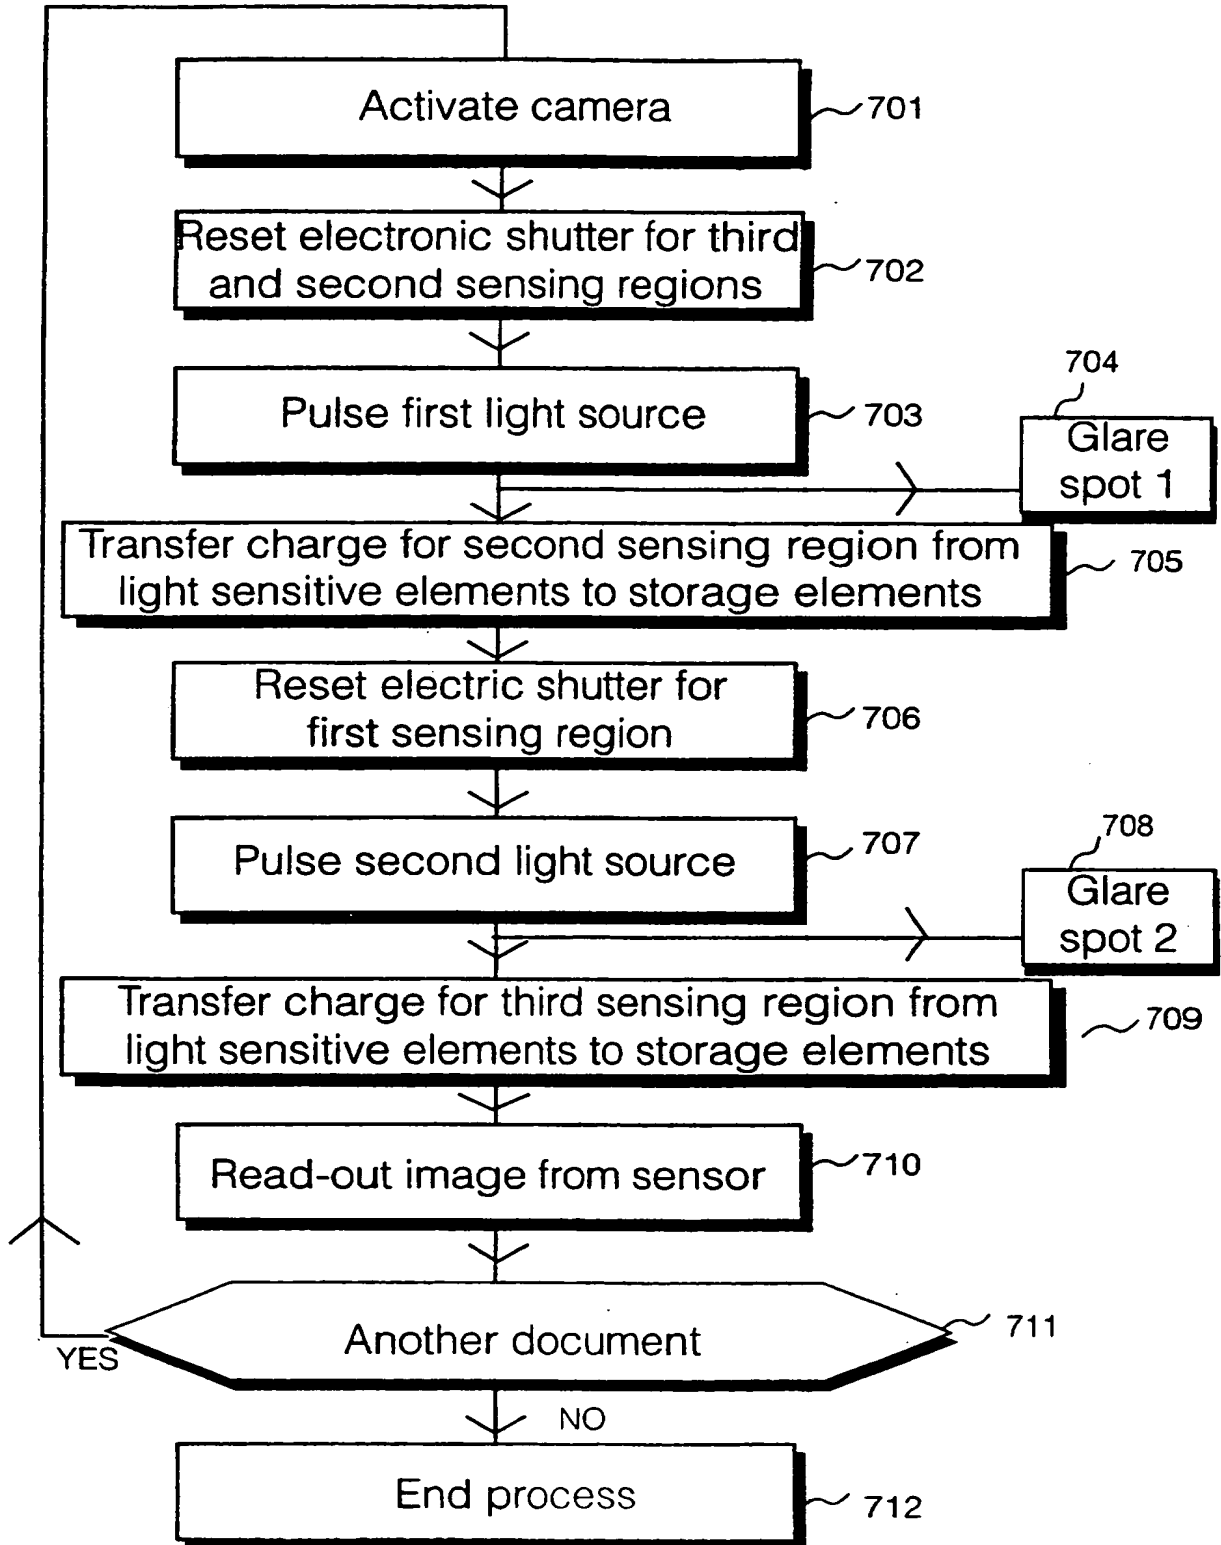 Activate camera
701
Reset electronic shutter for third
and second sensing regions
702
Pulse first light source
703
704
Glare
spot 1
Transfer charge for second sensing region from
light sensitive elements to storage elements
705
Reset electric shutter for
first sensing region
706
Pulse second light source
707
708
Glare
spot 2
Transfer charge for third sensing region from
light sensitive elements to storage elements
709
Read-out image from sensor
710
Another document
711
YES
NO
End process
712